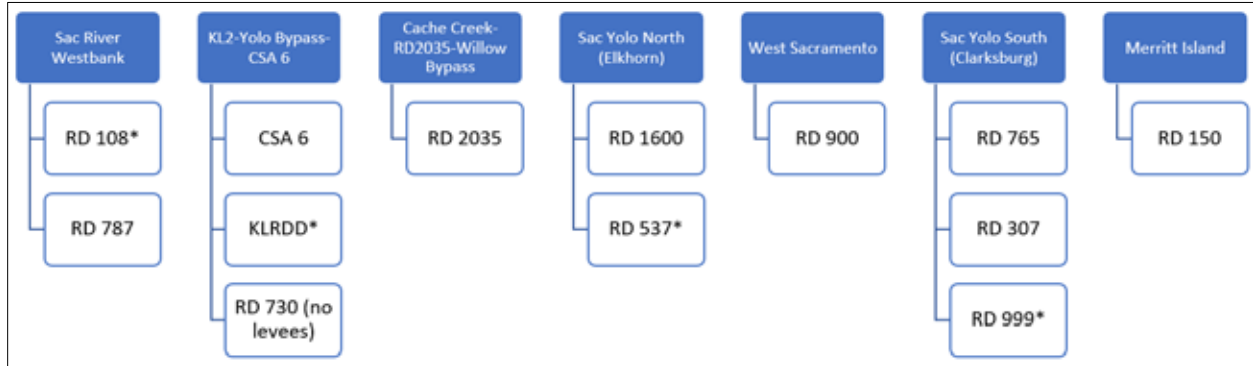 Sac River
Westbank
RD 108*
RD 787
KL2-Yolo Bypass-
CSA 6
CSA 6
KLRDD*
RD 730 (no
levees)
Cache Creek-
RD2035-Willow
Bypass
RD 2035
Sac Yolo North
(Elkhorn)
RD 1600
RD 537*
West Sacramento
RD 900
Sac Yolo South
(Clarksburg)
RD 765
RD 307
RD 999*
Merritt Island
RD 150